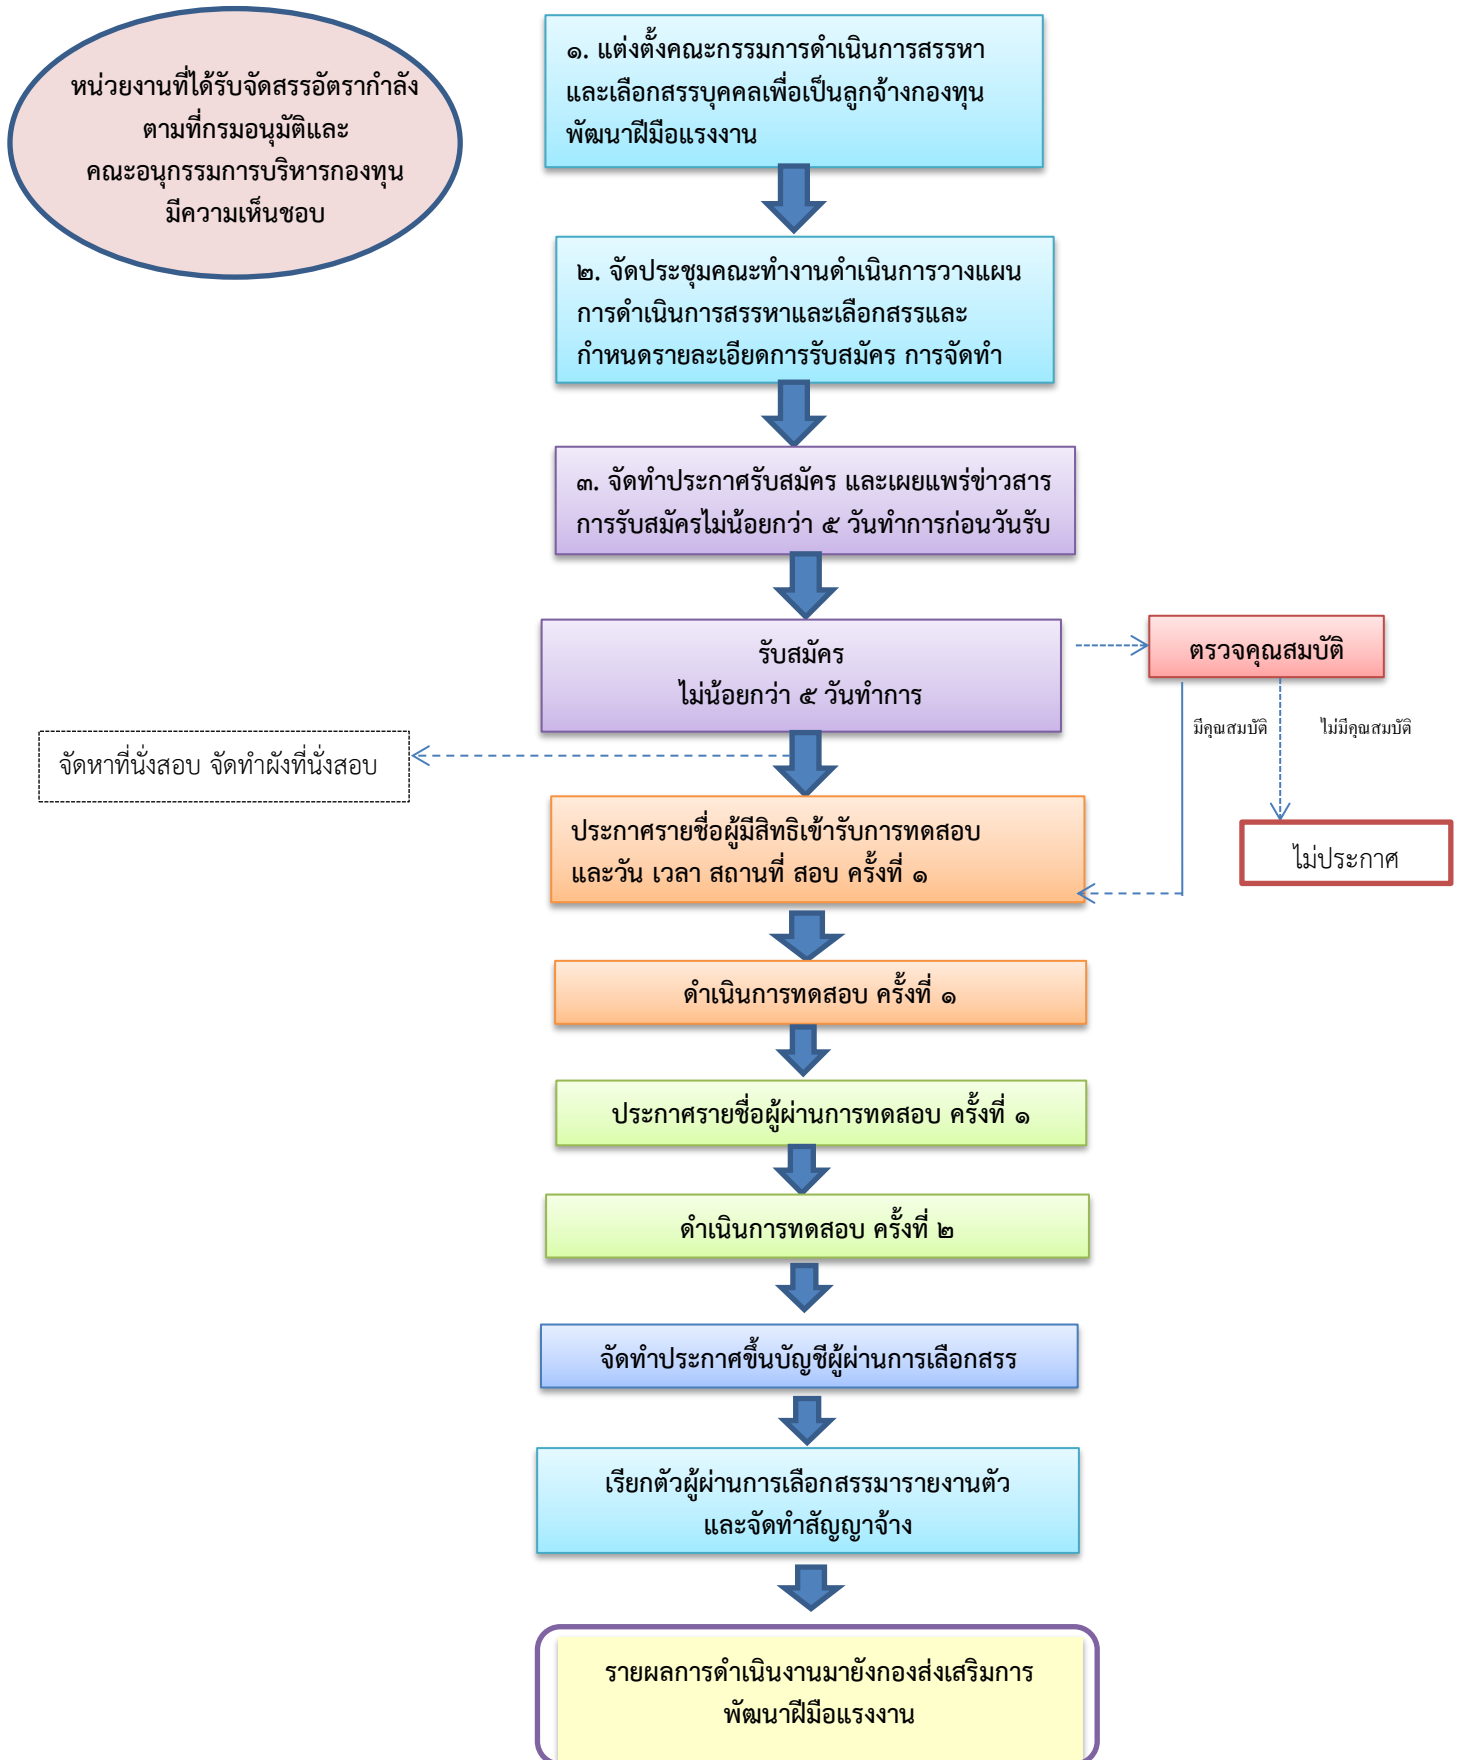 หน่วยงานที่ได้รับจัดสรรอัตรากำลัง
ตามที่กรมอนุมัติและ
คณะอนุกรรมการบริหารกองทุน
มีความเห็นชอบ
๑. แต่งตั้งคณะกรรมการดำเนินการสรรหา
และเลือกสรรบุคคลเพื่อเป็นลูกจ้างกองทุน
พัฒนาฝีมือแรงงาน
๒. จัดประชุมคณะทำงานดำเนินการวางแผน
การดำเนินการสรรหาและเลือกสรรและ
กำหนดรายละเอียดการรับสมัคร การจัดทำ
๓. จัดทำประกาศรับสมัคร และเผยแพร่ข่าวสาร
การรับสมัครไม่น้อยกว่า ๕ วันทำการก่อนวันรับ
รับสมัคร
ไม่น้อยกว่า ๕ วันทำการ
ตรวจคุณสมบัติ
มีคุณสมบัติ
ไม่มีคุณสมบัติ
จัดหาที่นั่งสอบ จัดทำผังที่นั่งสอบ
ประกาศรายชื่อผู้มีสิทธิเข้ารับการทดสอบ
และวัน เวลา สถานที่ สอบ ครั้งที่ ๑
ไม่ประกาศ
ดำเนินการทดสอบ ครั้งที่ ๑
ประกาศรายชื่อผู้ผ่านการทดสอบ ครั้งที่ ๑
ดำเนินการทดสอบ ครั้งที่ ๒
จัดทำประกาศขึ้นบัญชีผู้ผ่านการเลือกสรร
เรียกตัวผู้ผ่านการเลือกสรรมารายงานตัว
และจัดทำสัญญาจ้าง
รายผลการดำเนินงานมายังกองส่งเสริมการ
พัฒนาฝีมือแรงงาน